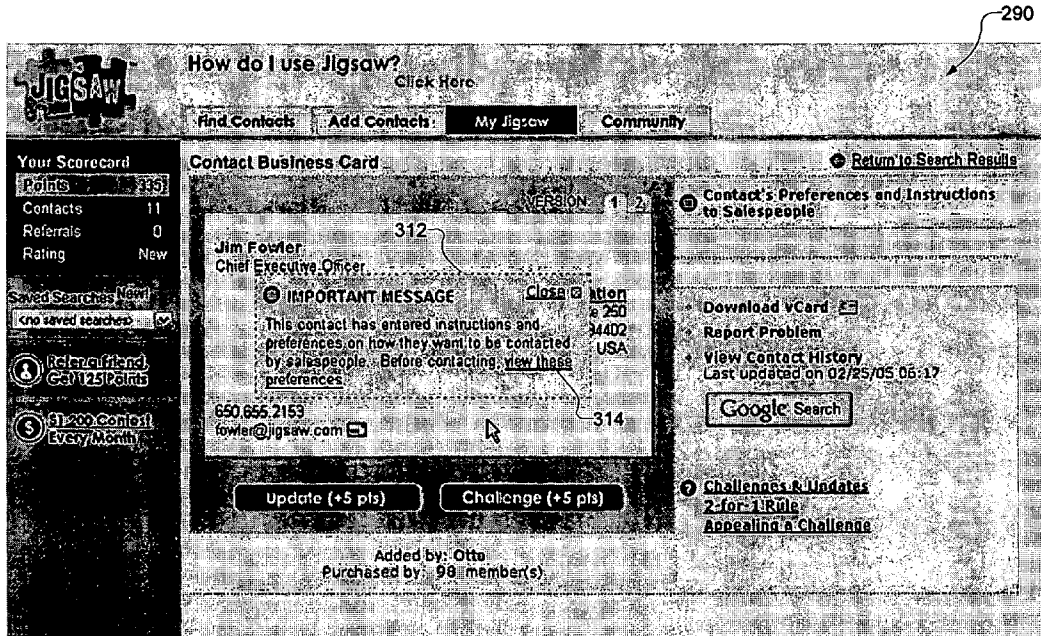 290
JIGSAW
How do I use Jigsaw?
Click Here
Find Contacts Add Contacts My Jigsaw Community
Your Scorecard
Points 335
Contacts 11
Referrals 0
Rating New
Saved Searches New!
<no saved searches>
Refer a friend,
Get 125 Points
$1,200 Contest
Every Month
Contact Business Card
Return to Search Results
VERSION 1 2
312
Jim Fowler
Chief Executive Officer
IMPORTANT MESSAGE Close
This contact has entered instructions and
preferences on how they want to be contacted
by salespeople. Before contacting, view these
preferences.
ation
e 250
94402
USA
314
650.655.2153
fowler@jigsaw.com
Update (+5 pts) Challenge (+5 pts)
Added by: Otto
Purchased by: 98 member(s)
Contact's Preferences and Instructions
to Salespeople
Download vCard
Report Problem
View Contact History
Last updated on 02/25/05 06:17
Google Search
Challenges & Updates
2-for-1 Rule
Appealing a Challenge